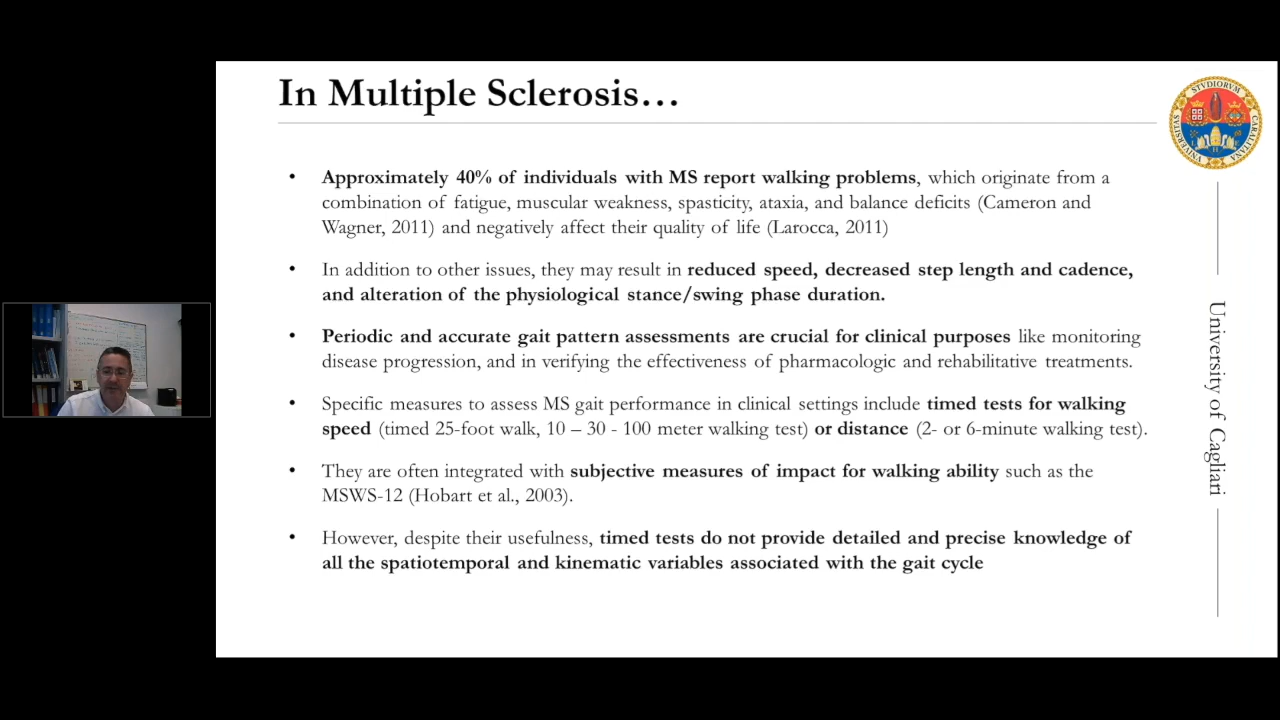 In Multiple Sclerosis…
• Approximately 40% of individuals with MS report walking problems, which originate from a
combination of fatigue, muscular weakness, spasticity, ataxia, and balance deficits (Cameron and
Wagner, 2011) and negatively affect their quality of life (Larocca, 2011)
• In addition to other issues, they may result in reduced speed, decreased step length and cadence,
and alteration of the physiological stance/swing phase duration.
• Periodic and accurate gait pattern assessments are crucial for clinical purposes like monitoring
disease progression, and in verifying the effectiveness of pharmacologic and rehabilitative treatments.
• Specific measures to assess MS gait performance in clinical settings include timed tests for walking
speed (timed 25-foot walk, 10 – 30 - 100 meter walking test) or distance (2- or 6-minute walking test).
• They are often integrated with subjective measures of impact for walking ability such as the
MSWS-12 (Hobart et al., 2003).
• However, despite their usefulness, timed tests do not provide detailed and precise knowledge of
all the spatiotemporal and kinematic variables associated with the gait cycle
STVDIORVM
VNIVERSITAS
CARALITANA
University of Cagliari